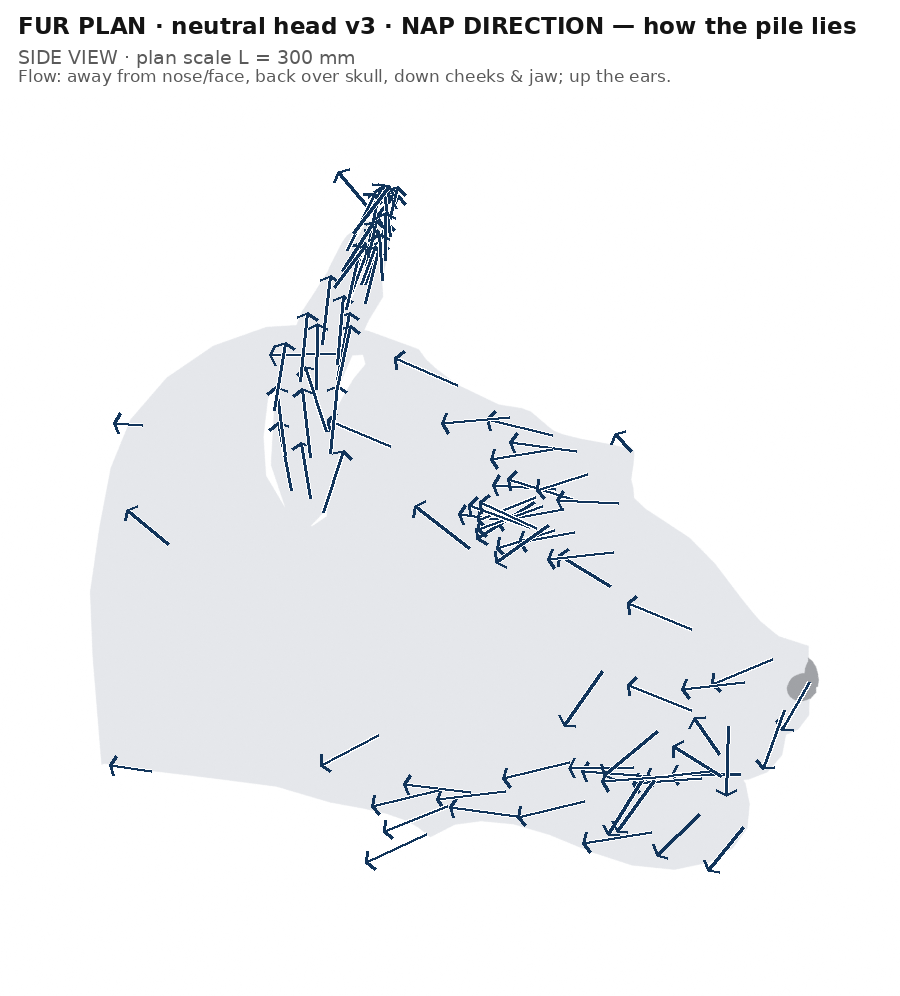 FUR PLAN · neutral head v3 · NAP DIRECTION — how the pile lies
SIDE VIEW · plan scale L = 300 mm
Flow: away from nose/face, back over skull, down cheeks & jaw; up the ears.